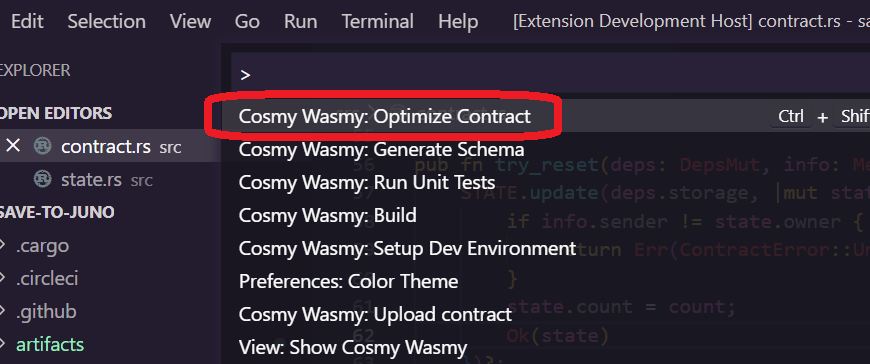 Edit Selection View Go Run Terminal Help [Extension Development Host] contract.rs - sa
EXPLORER
>
OPEN EDITORS
Cosmy Wasmy: Optimize Contract Ctrl + Shif
contract.rs src
Cosmy Wasmy: Generate Schema
state.rs src
Cosmy Wasmy: Run Unit Tests
SAVE-TO-JUNO
Cosmy Wasmy: Build
.cargo
Cosmy Wasmy: Setup Dev Environment
.circleci
Preferences: Color Theme
.github
Cosmy Wasmy: Upload contract
artifacts
View: Show Cosmy Wasmy
56 pub fn try_reset(deps: DepsMut, info: Me
STATE.update(deps.storage, |mut stat
if info.sender != state.owner {
return Err(ContractError::Un
}
61 state.count = count;
62 Ok(state)
})?;